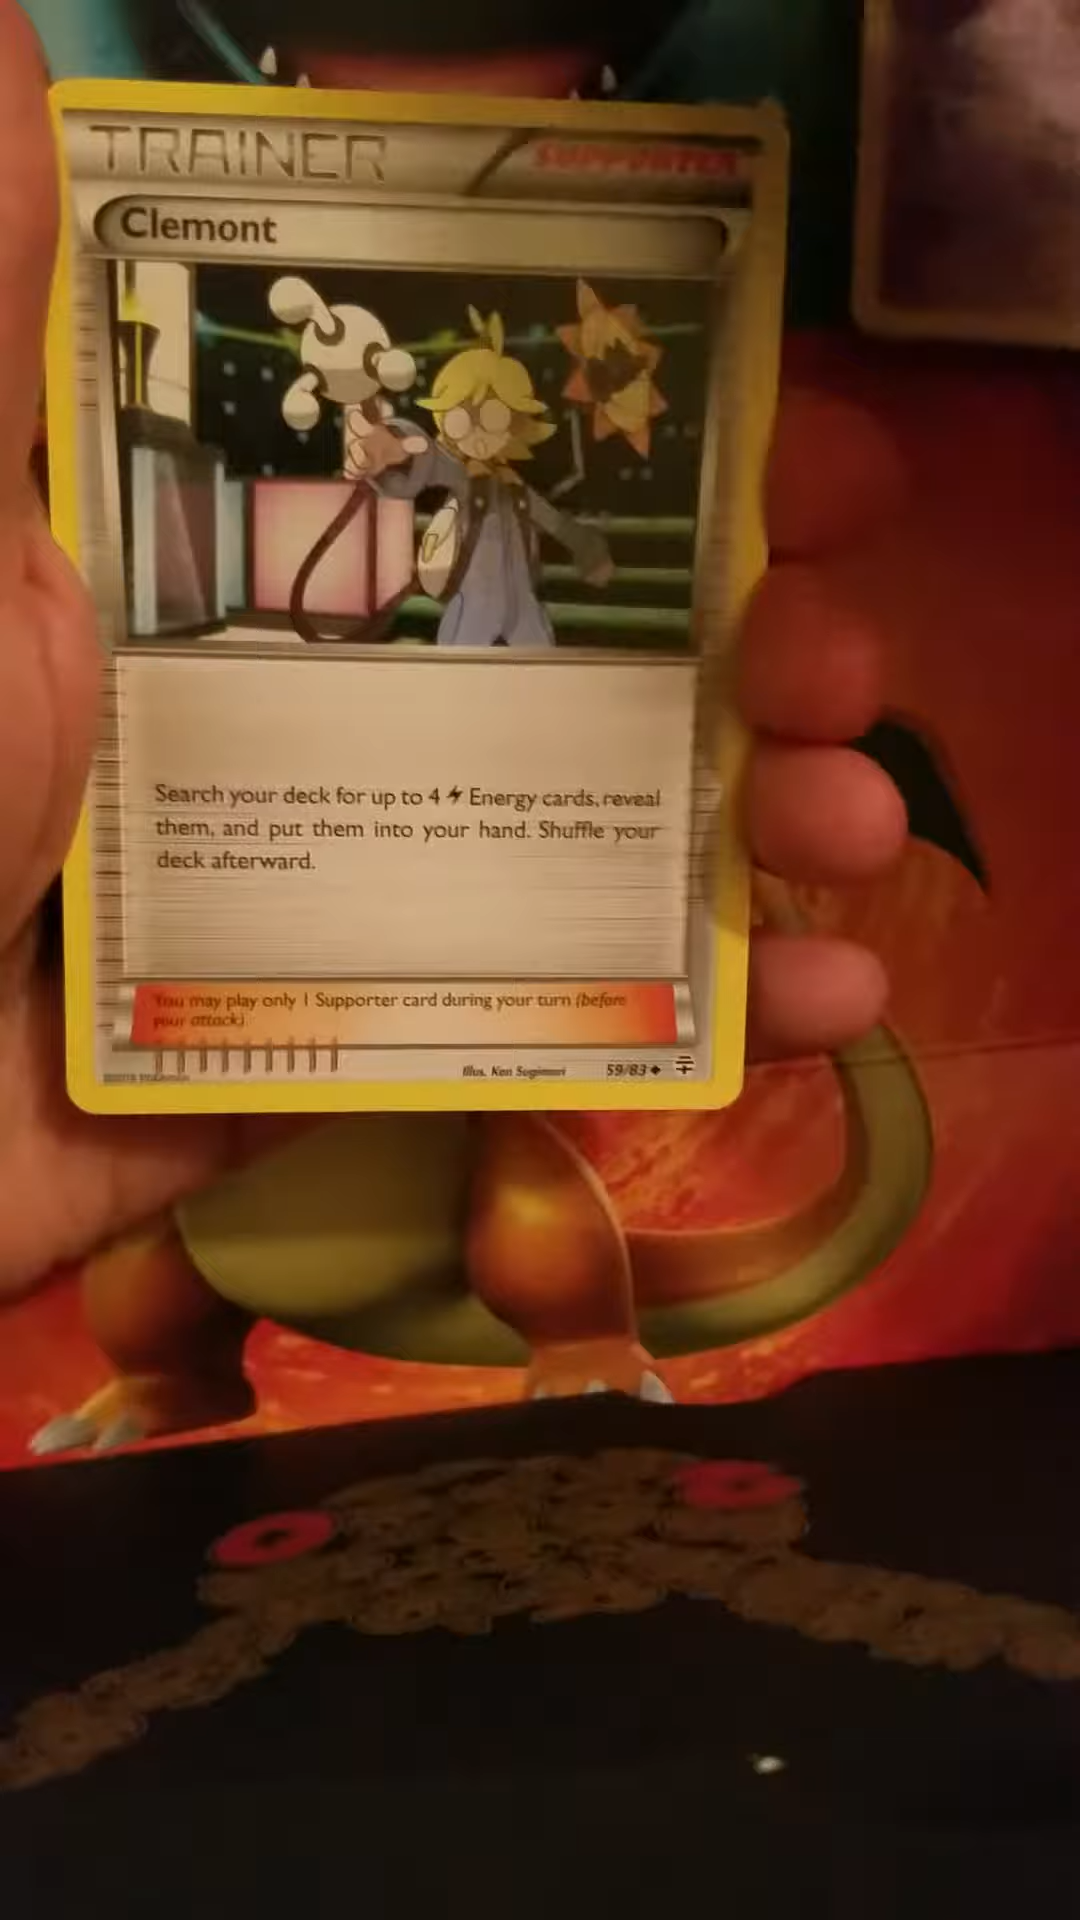 TRAINER
SUPPORTER
Clemont
Search your deck for up to 4 Energy cards, reveal
them, and put them into your hand. Shuffle your
deck afterward.
You may play only 1 Supporter card during your turn (before
your attack).
Illus. Ken Sugimori 59/83